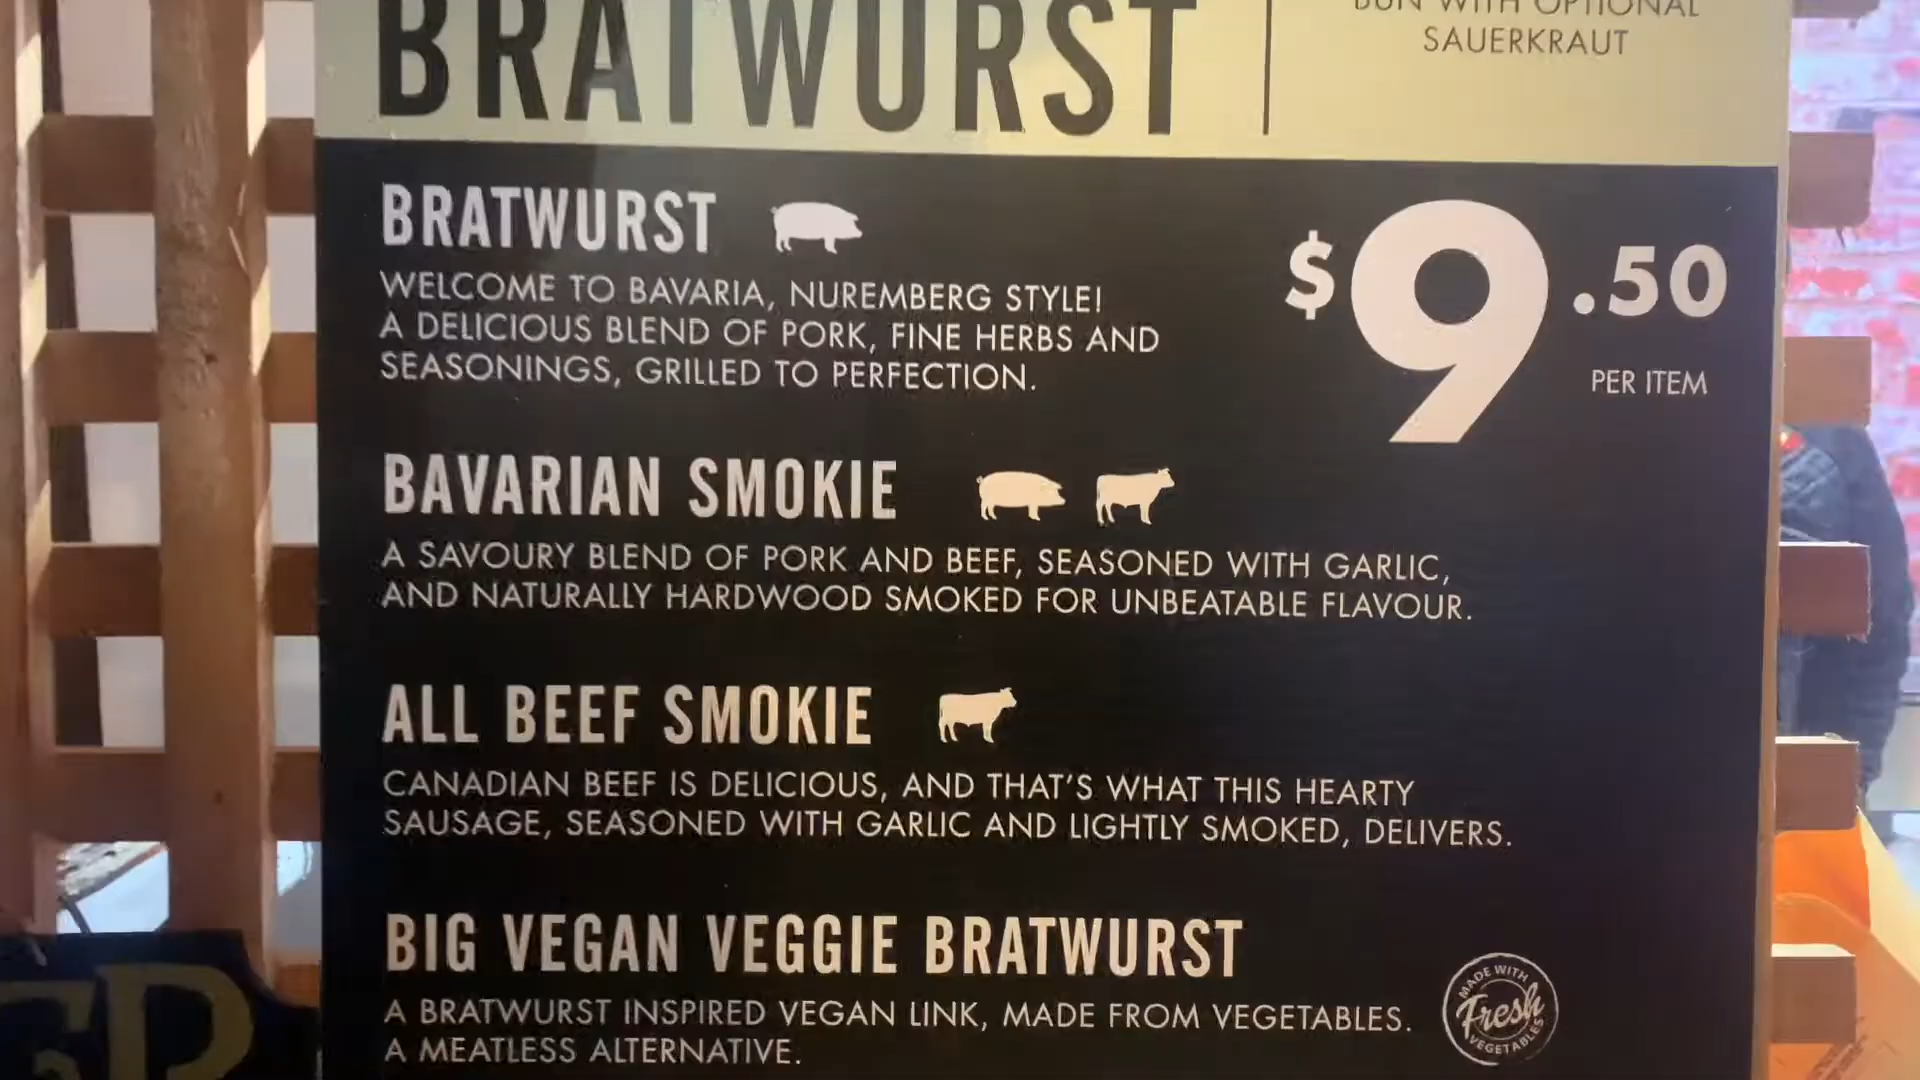 BRATWURST
BUN WITH OPTIONAL
SAUERKRAUT
BRATWURST
WELCOME TO BAVARIA, NUREMBERG STYLE!
A DELICIOUS BLEND OF PORK, FINE HERBS AND
SEASONINGS, GRILLED TO PERFECTION.
$9.50
PER ITEM
BAVARIAN SMOKIE
A SAVOURY BLEND OF PORK AND BEEF, SEASONED WITH GARLIC,
AND NATURALLY HARDWOOD SMOKED FOR UNBEATABLE FLAVOUR.
ALL BEEF SMOKIE
CANADIAN BEEF IS DELICIOUS, AND THAT'S WHAT THIS HEARTY
SAUSAGE, SEASONED WITH GARLIC AND LIGHTLY SMOKED, DELIVERS.
BIG VEGAN VEGGIE BRATWURST
A BRATWURST INSPIRED VEGAN LINK, MADE FROM VEGETABLES.
A MEATLESS ALTERNATIVE.
MADE WITH
Fresh
VEGETABLES